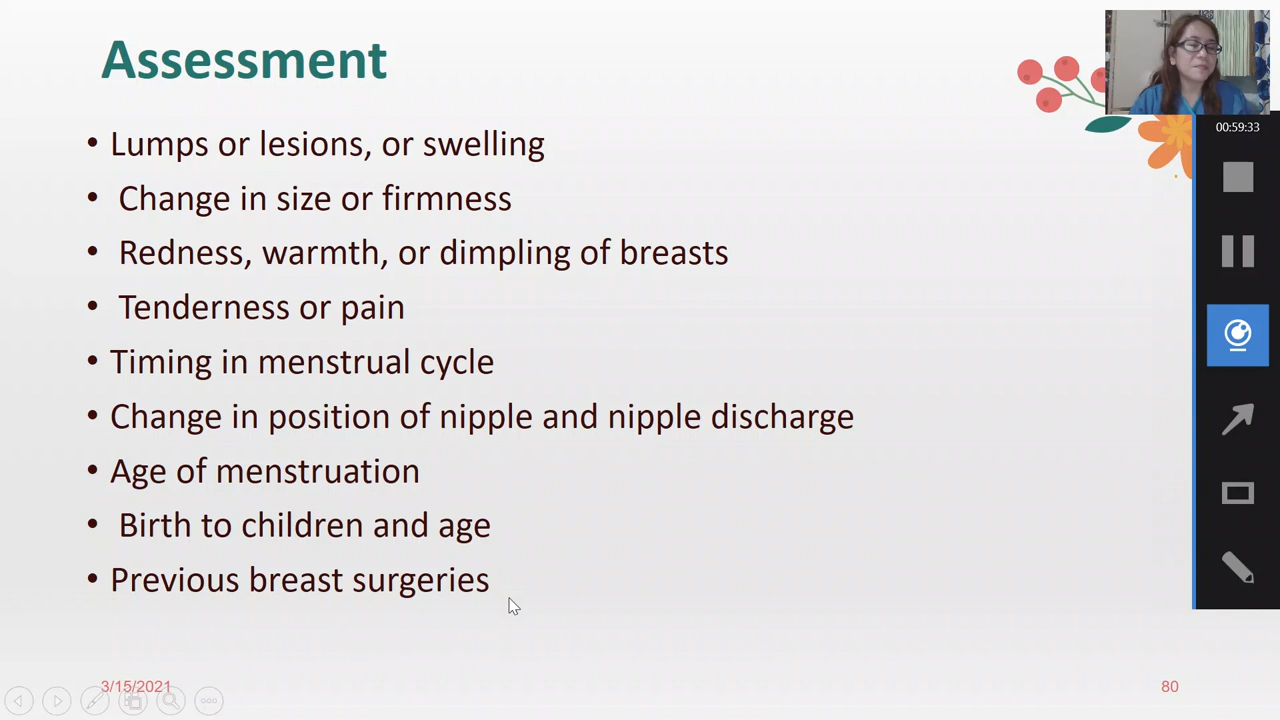 Assessment
00:59:33
• Lumps or lesions, or swelling
• Change in size or firmness
• Redness, warmth, or dimpling of breasts
• Tenderness or pain
• Timing in menstrual cycle
• Change in position of nipple and nipple discharge
• Age of menstruation
• Birth to children and age
• Previous breast surgeries
3/15/2021
80